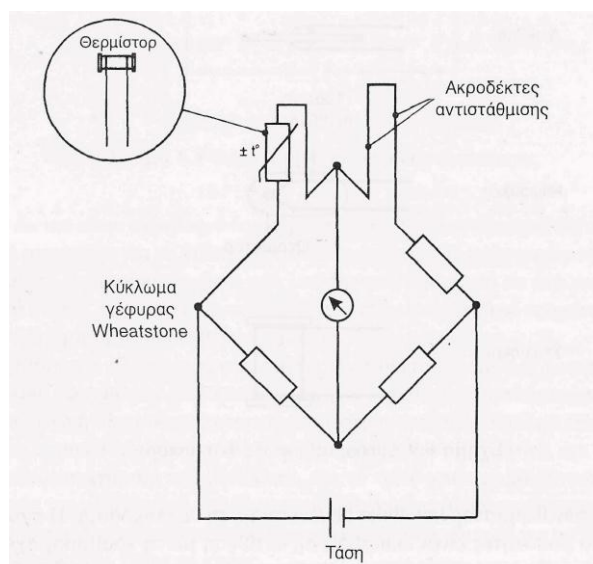 Θερμίστορ
Ακροδέκτες
αντιστάθμισης
± t°
Κύκλωμα
γέφυρας
Wheatstone
Τάση